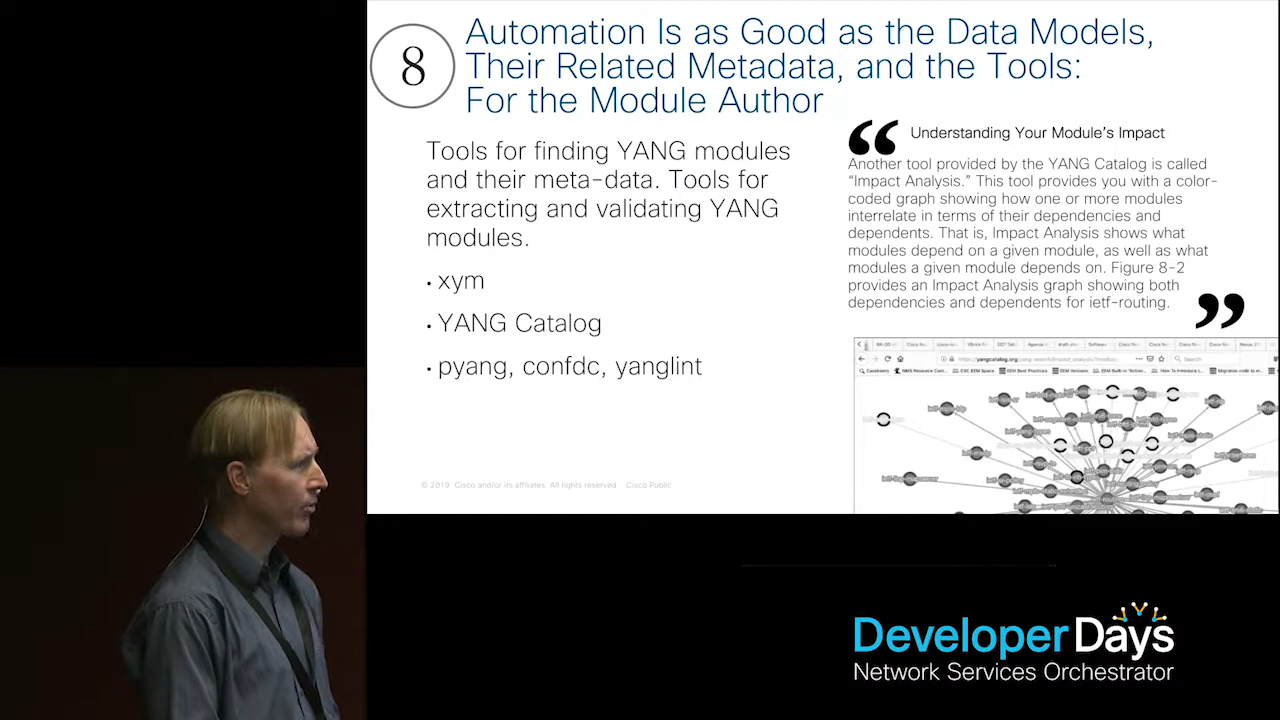 8
Automation Is as Good as the Data Models,
Their Related Metadata, and the Tools:
For the Module Author
Tools for finding YANG modules
and their meta-data. Tools for
extracting and validating YANG
modules.
• xym
• YANG Catalog
• pyang, confdc, yanglint
“ Understanding Your Module's Impact
Another tool provided by the YANG Catalog is called
“Impact Analysis.” This tool provides you with a color-
coded graph showing how one or more modules
interrelate in terms of their dependencies and
dependents. That is, Impact Analysis shows what
modules depend on a given module, as well as what
modules a given module depends on. Figure 8-2
provides an Impact Analysis graph showing both
dependencies and dependents for ietf-routing. ”
Search
© 2019 Cisco and/or its affiliates. All rights reserved Cisco Public
Developer Days
Network Services Orchestrator